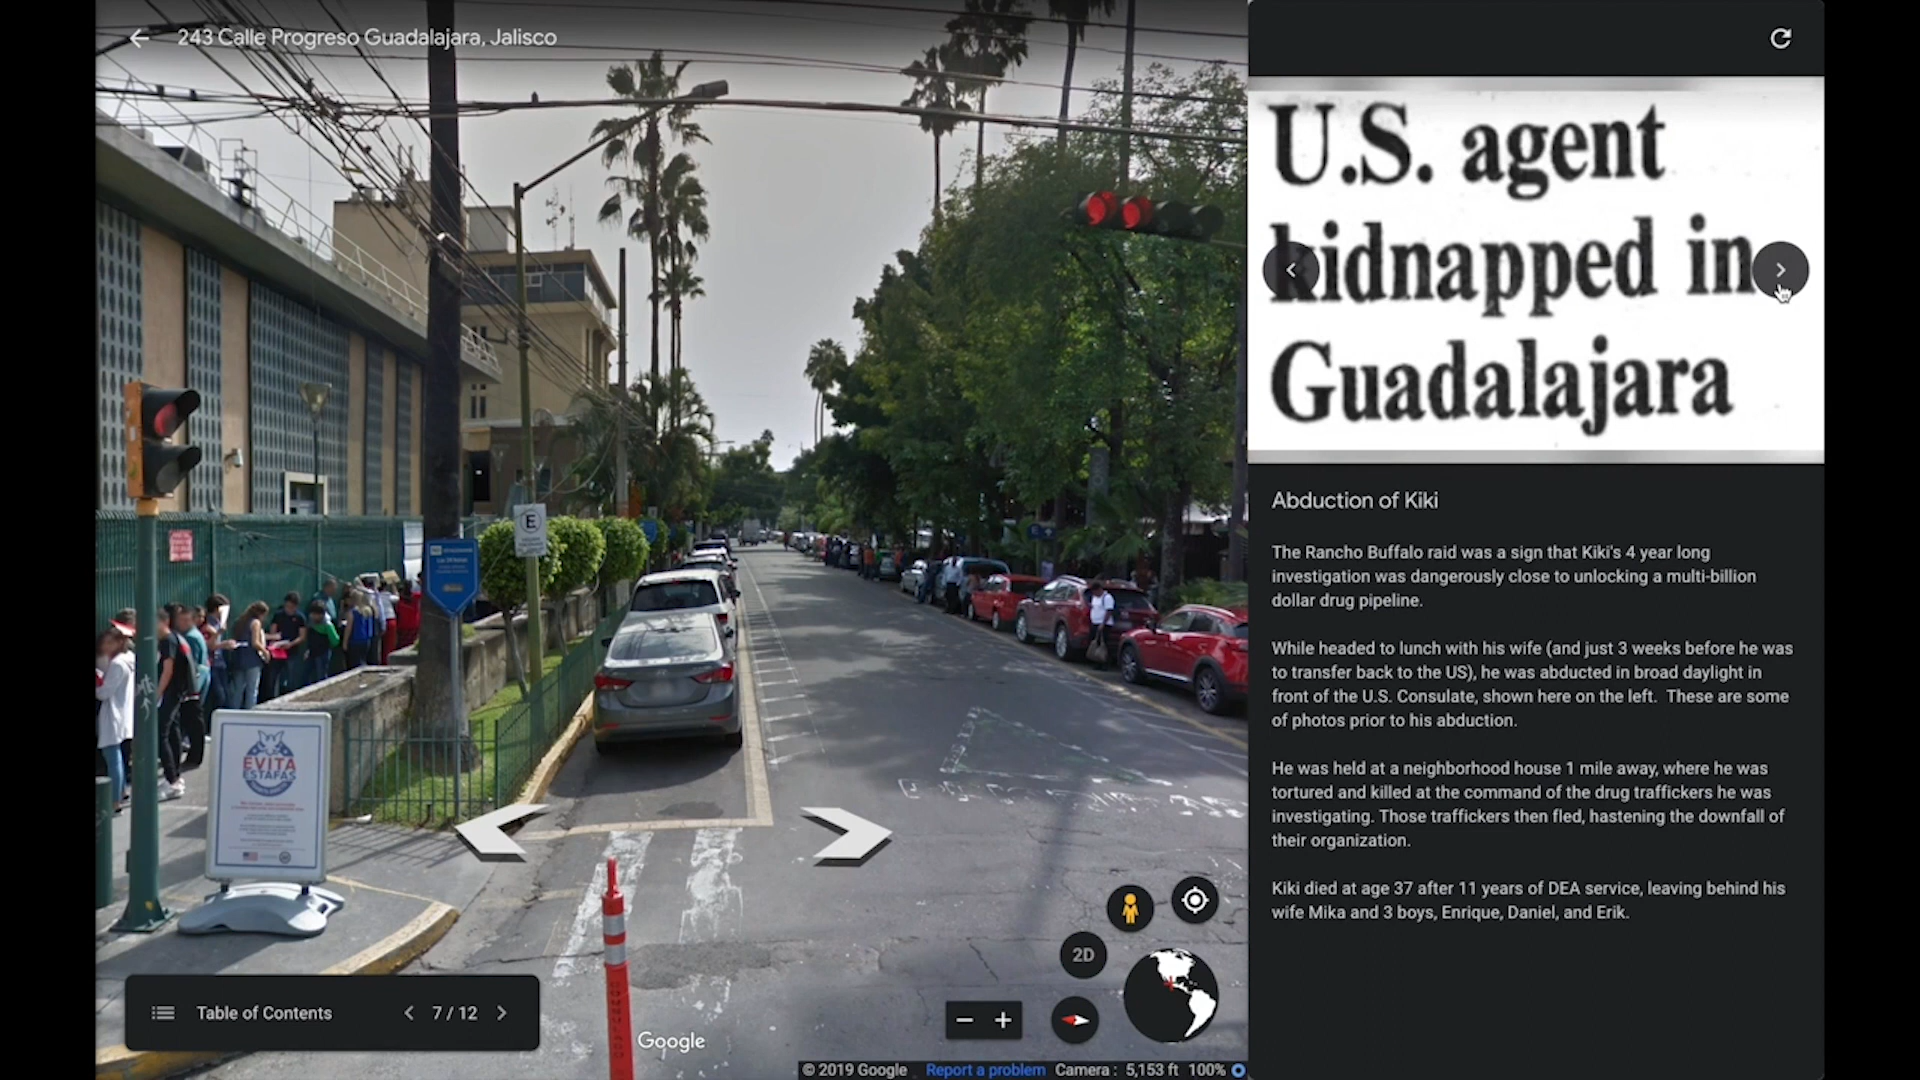 243 Calle Progreso Guadalajara, Jalisco
E
EVITA
ESTAFAS
Table of Contents
7 / 12
Google
2D
© 2019 Google
Report a problem
Camera : 5,153 ft 100%
U.S. agent
kidnapped in
Guadalajara
Abduction of Kiki
The Rancho Buffalo raid was a sign that Kiki's 4 year long
investigation was dangerously close to unlocking a multi-billion
dollar drug pipeline.
While headed to lunch with his wife (and just 3 weeks before he was
to transfer back to the US), he was abducted in broad daylight in
front of the U.S. Consulate, shown here on the left. These are some
of photos prior to his abduction.
He was held at a neighborhood house 1 mile away, where he was
tortured and killed at the command of the drug traffickers he was
investigating. Those traffickers then fled, hastening the downfall of
their organization.
Kiki died at age 37 after 11 years of DEA service, leaving behind his
wife Mika and 3 boys, Enrique, Daniel, and Erik.